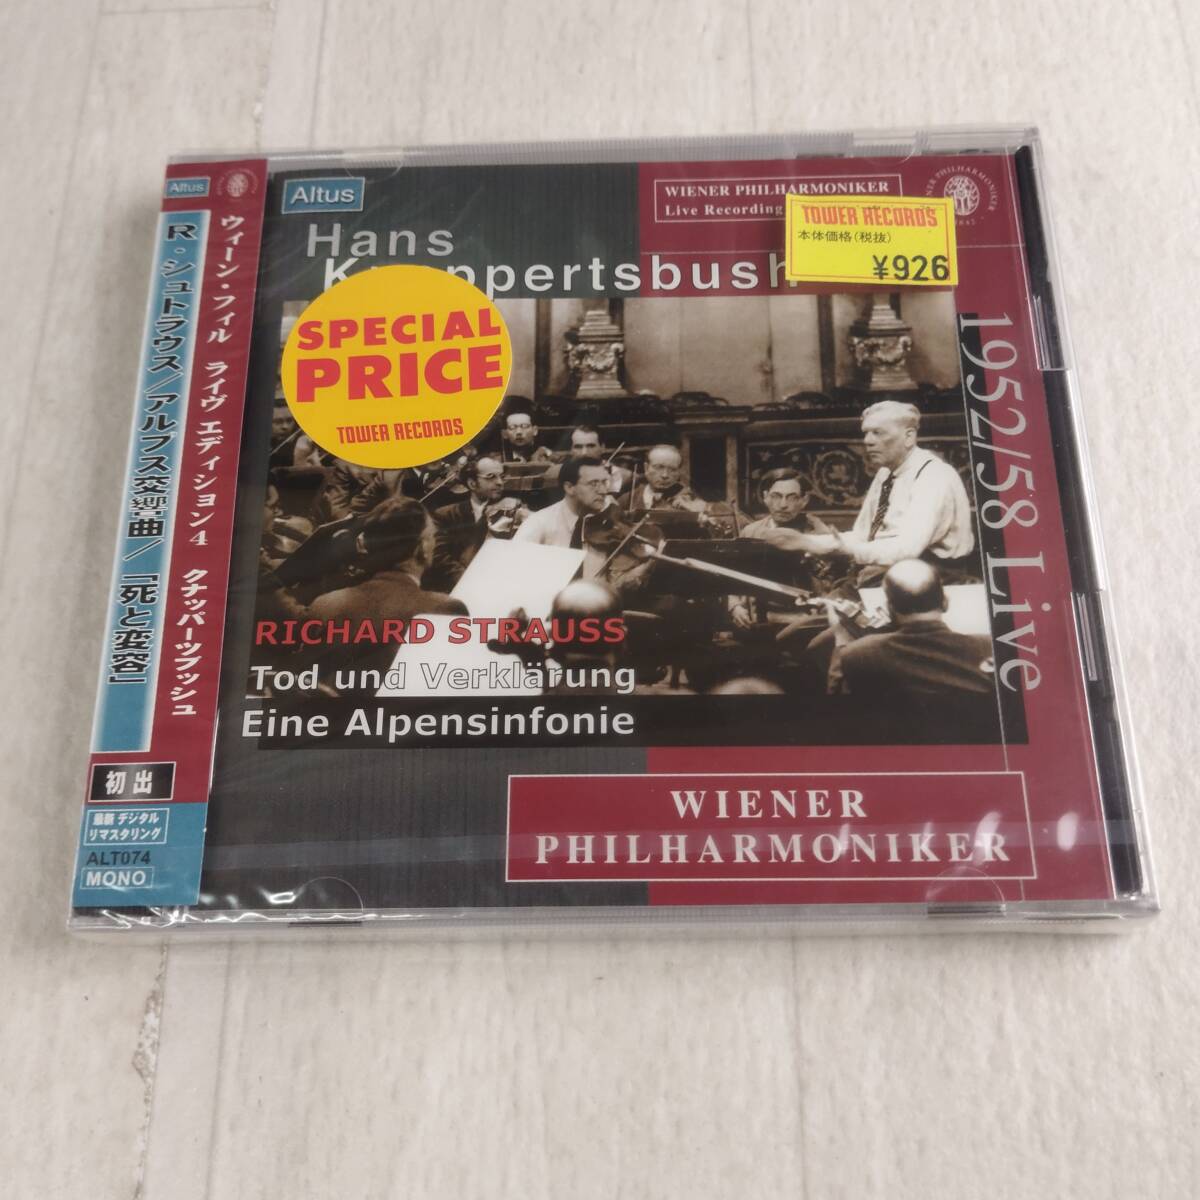 Altus
ウィーン・フィル ライヴ エディション4 クナッパーツブッシュ
R・シュトラウス/アルプス交響曲/「死と変容」
初出
最新 デジタル
リマスタリング
ALT074
MONO
Altus
WIENER PHILHARMONIKER
Live Recording
Hans
TOWER RECORDS
本体価格(税抜)
¥926
SPECIAL
PRICE
TOWER RECORDS
1952/58 Live
RICHARD STRAUSS
Tod und Verklärung
Eine Alpensinfonie
WIENER
PHILHARMONIKER